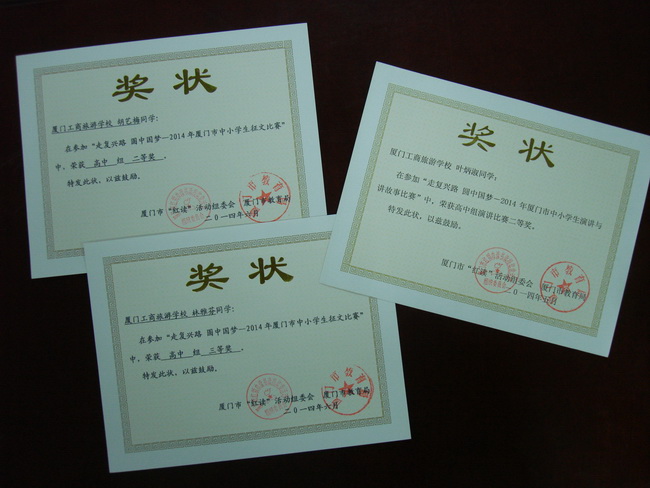 奖状
厦门工商旅游学校 胡艺梅同学:
在参加“走复兴路 圆中国梦—2014年厦门市中小学生征文比赛”
中,荣获 高中 组 二等奖 。
特发此状,以兹鼓励。
厦门市“红读”活动组委会 厦门市教育局
二0一四年六月
奖状
厦门工商旅游学校 叶炳淑同学:
在参加“走复兴路 圆中国梦—2014年厦门市中小学生演讲与
讲故事比赛”中,荣获高中组演讲比赛二等奖。
特发此状,以兹鼓励。
厦门市“红读”活动组委会 厦门市教育局
二0一四年五月
奖状
厦门工商旅游学校 林雅芬同学:
在参加“走复兴路 圆中国梦—2014年厦门市中小学生征文比赛”
中,荣获 高中 组 三等奖 。
特发此状,以兹鼓励。
厦门市“红读”活动组委会 厦门市教育局
二0一四年六月